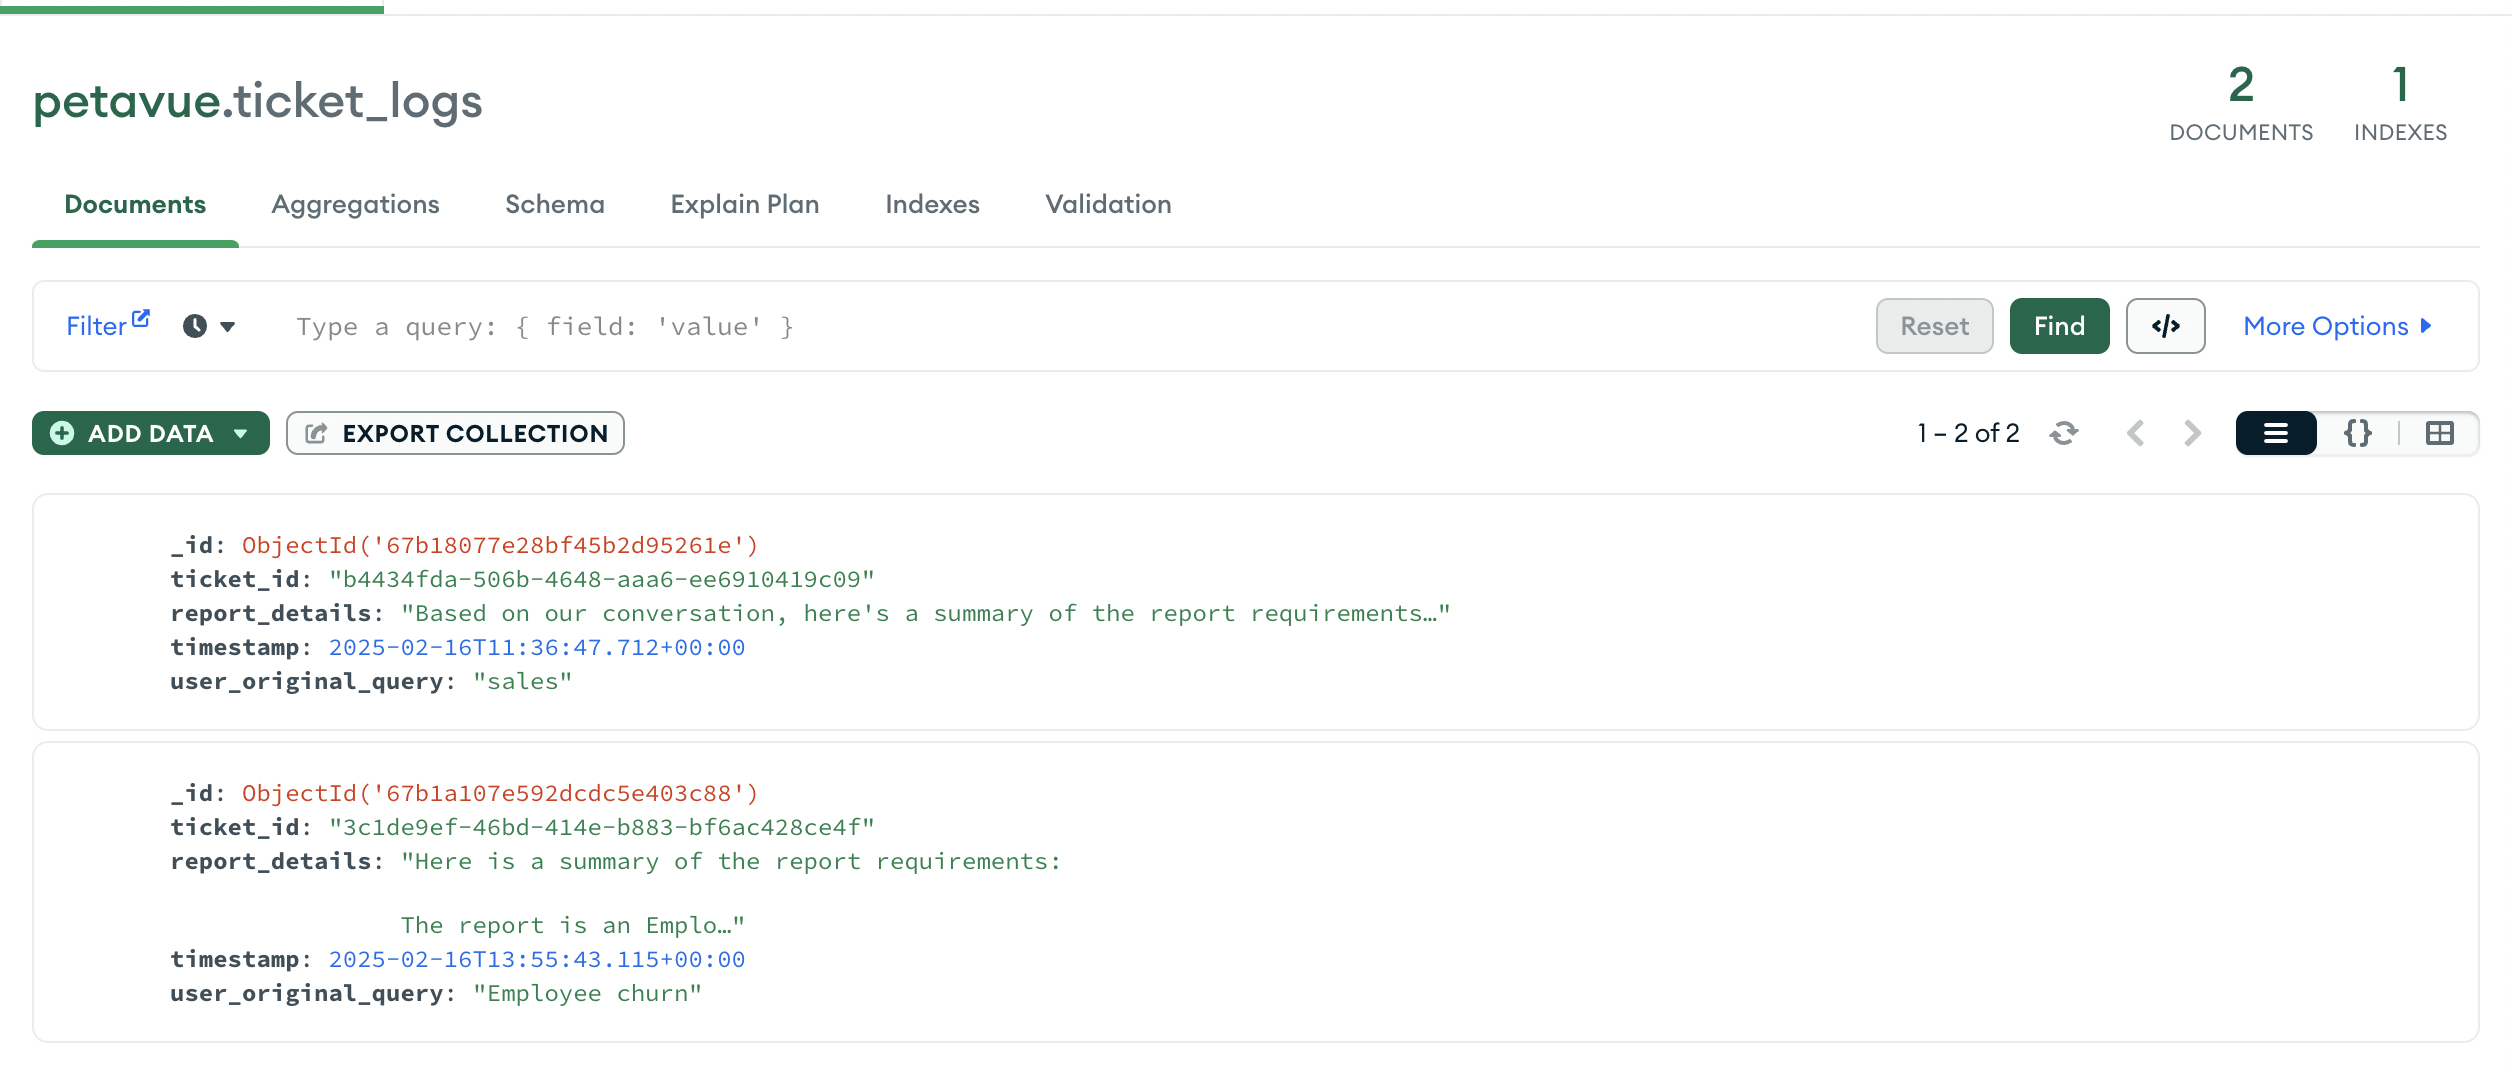 petavue.ticket_logs
2
DOCUMENTS
1
INDEXES
Documents
Aggregations
Schema
Explain Plan
Indexes
Validation
Filter
Type a query: { field: 'value' }
Reset
Find
</>
More Options
ADD DATA
EXPORT COLLECTION
1 – 2 of 2
{}
_id: ObjectId('67b18077e28bf45b2d95261e')
ticket_id: "b4434fda-506b-4648-aaa6-ee6910419c09"
report_details: "Based on our conversation, here's a summary of the report requirements…"
timestamp: 2025-02-16T11:36:47.712+00:00
user_original_query: "sales"
_id: ObjectId('67b1a107e592dcdc5e403c88')
ticket_id: "3c1de9ef-46bd-414e-b883-bf6ac428ce4f"
report_details: "Here is a summary of the report requirements:
The report is an Emplo…"
timestamp: 2025-02-16T13:55:43.115+00:00
user_original_query: "Employee churn"